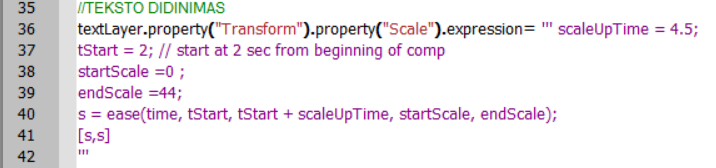 35 //TEKSTO DIDINIMAS
36 textLayer.property("Transform").property("Scale").expression= ''' scaleUpTime = 4.5;
37 tStart = 2; // start at 2 sec from beginning of comp
38 startScale =0 ;
39 endScale =44;
40 s = ease(time, tStart, tStart + scaleUpTime, startScale, endScale);
41 [s,s]
42 '''